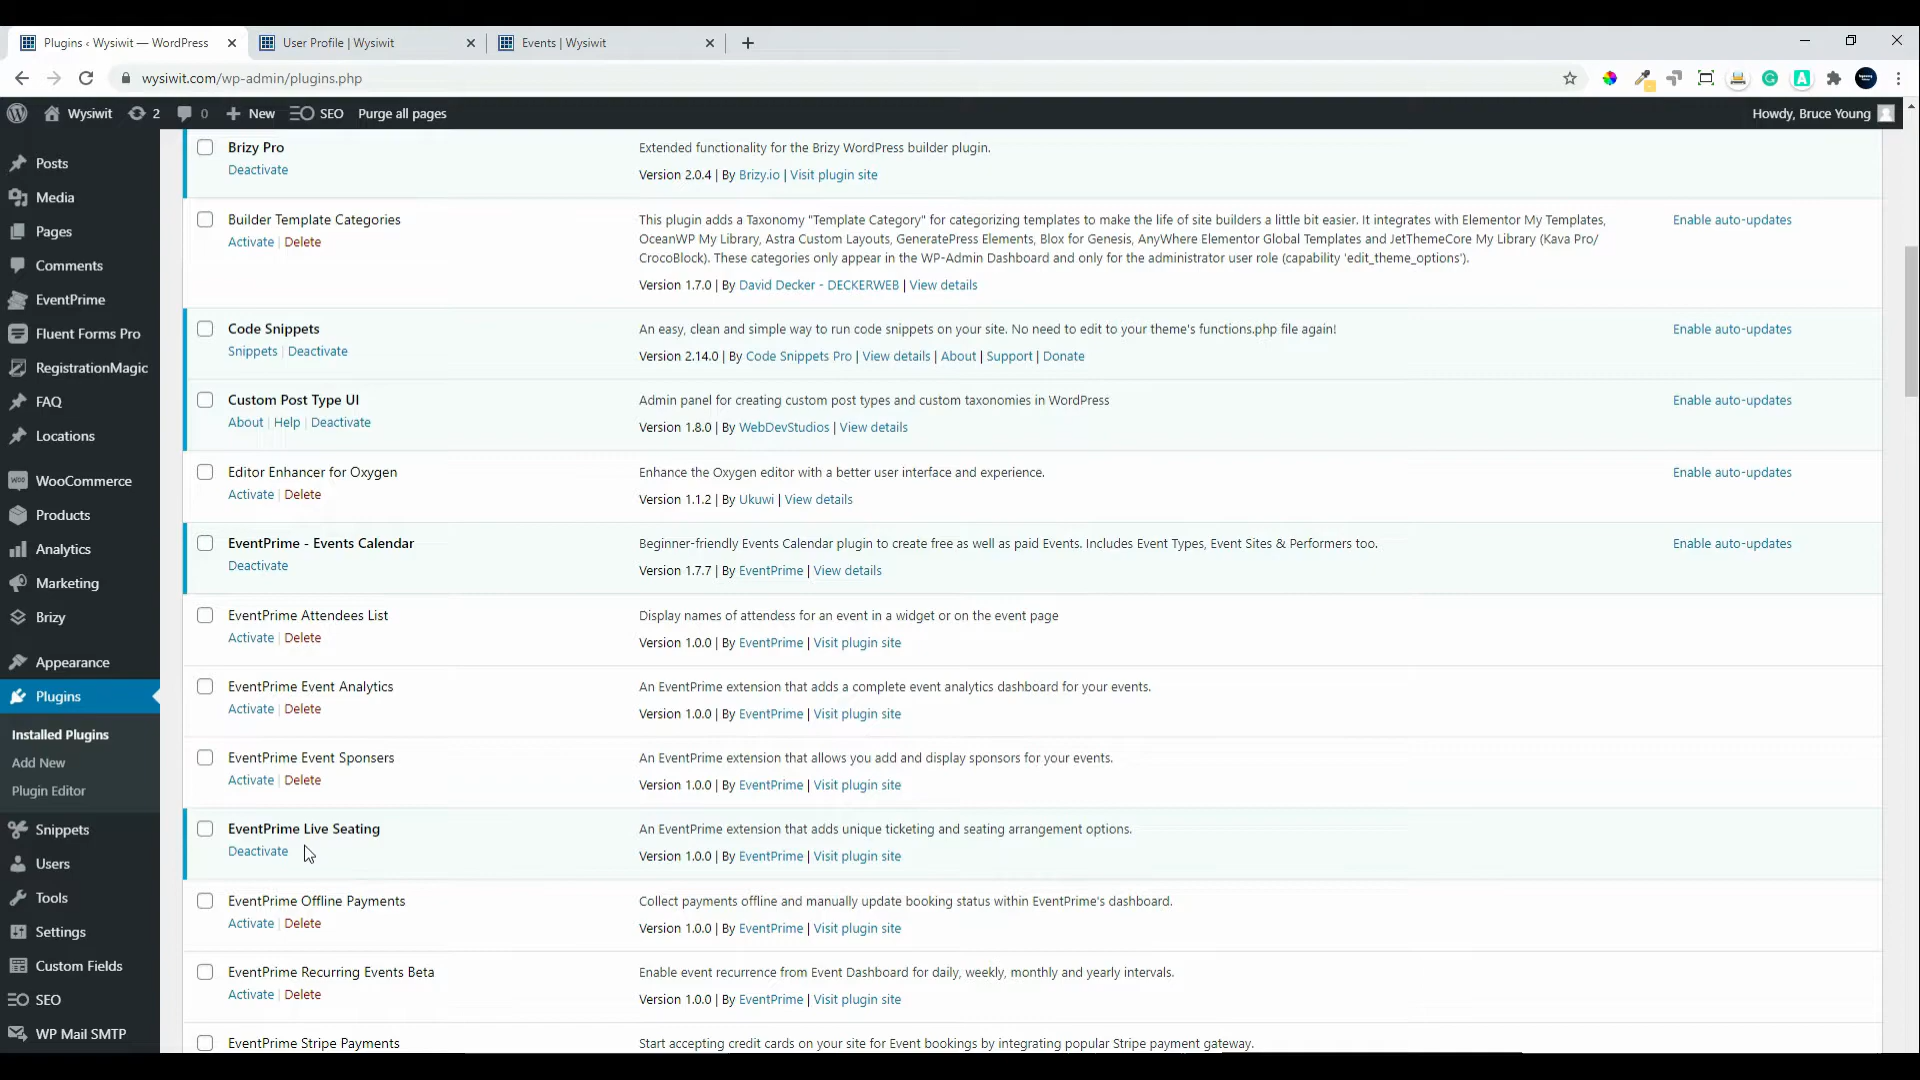 Plugins ‹ Wysiwit — WordPress
User Profile | Wysiwit
Events | Wysiwit
wysiwit.com/wp-admin/plugins.php
Wysiwit 2 0 New SEO Purge all pages
Howdy, Bruce Young
Posts
Media
Pages
Comments
EventPrime
Fluent Forms Pro
RegistrationMagic
FAQ
Locations
WooCommerce
Products
Analytics
Marketing
Brizy
Appearance
Plugins
Installed Plugins
Add New
Plugin Editor
Snippets
Users
Tools
Settings
Custom Fields
SEO
WP Mail SMTP
Brizy Pro
Deactivate
Extended functionality for the Brizy WordPress builder plugin.
Version 2.0.4 | By Brizy.io | Visit plugin site
Builder Template Categories
Activate | Delete
This plugin adds a Taxonomy "Template Category" for categorizing templates to make the life of site builders a little bit easier. It integrates with Elementor My Templates,
OceanWP My Library, Astra Custom Layouts, GeneratePress Elements, Blox for Genesis, AnyWhere Elementor Global Templates and JetThemeCore My Library (Kava Pro/
CrocoBlock). These categories only appear in the WP-Admin Dashboard and only for the administrator user role (capability 'edit_theme_options').
Version 1.7.0 | By David Decker - DECKERWEB | View details
Enable auto-updates
Code Snippets
Snippets | Deactivate
An easy, clean and simple way to run code snippets on your site. No need to edit to your theme's functions.php file again!
Version 2.14.0 | By Code Snippets Pro | View details | About | Support | Donate
Enable auto-updates
Custom Post Type UI
About | Help | Deactivate
Admin panel for creating custom post types and custom taxonomies in WordPress
Version 1.8.0 | By WebDevStudios | View details
Enable auto-updates
Editor Enhancer for Oxygen
Activate | Delete
Enhance the Oxygen editor with a better user interface and experience.
Version 1.1.2 | By Ukuwi | View details
Enable auto-updates
EventPrime - Events Calendar
Deactivate
Beginner-friendly Events Calendar plugin to create free as well as paid Events. Includes Event Types, Event Sites & Performers too.
Version 1.7.7 | By EventPrime | View details
Enable auto-updates
EventPrime Attendees List
Activate | Delete
Display names of attendess for an event in a widget or on the event page
Version 1.0.0 | By EventPrime | Visit plugin site
EventPrime Event Analytics
Activate | Delete
An EventPrime extension that adds a complete event analytics dashboard for your events.
Version 1.0.0 | By EventPrime | Visit plugin site
EventPrime Event Sponsers
Activate | Delete
An EventPrime extension that allows you add and display sponsors for your events.
Version 1.0.0 | By EventPrime | Visit plugin site
EventPrime Live Seating
Deactivate
An EventPrime extension that adds unique ticketing and seating arrangement options.
Version 1.0.0 | By EventPrime | Visit plugin site
EventPrime Offline Payments
Activate | Delete
Collect payments offline and manually update booking status within EventPrime's dashboard.
Version 1.0.0 | By EventPrime | Visit plugin site
EventPrime Recurring Events Beta
Activate | Delete
Enable event recurrence from Event Dashboard for daily, weekly, monthly and yearly intervals.
Version 1.0.0 | By EventPrime | Visit plugin site
EventPrime Stripe Payments
Start accepting credit cards on your site for Event bookings by integrating popular Stripe payment gateway.